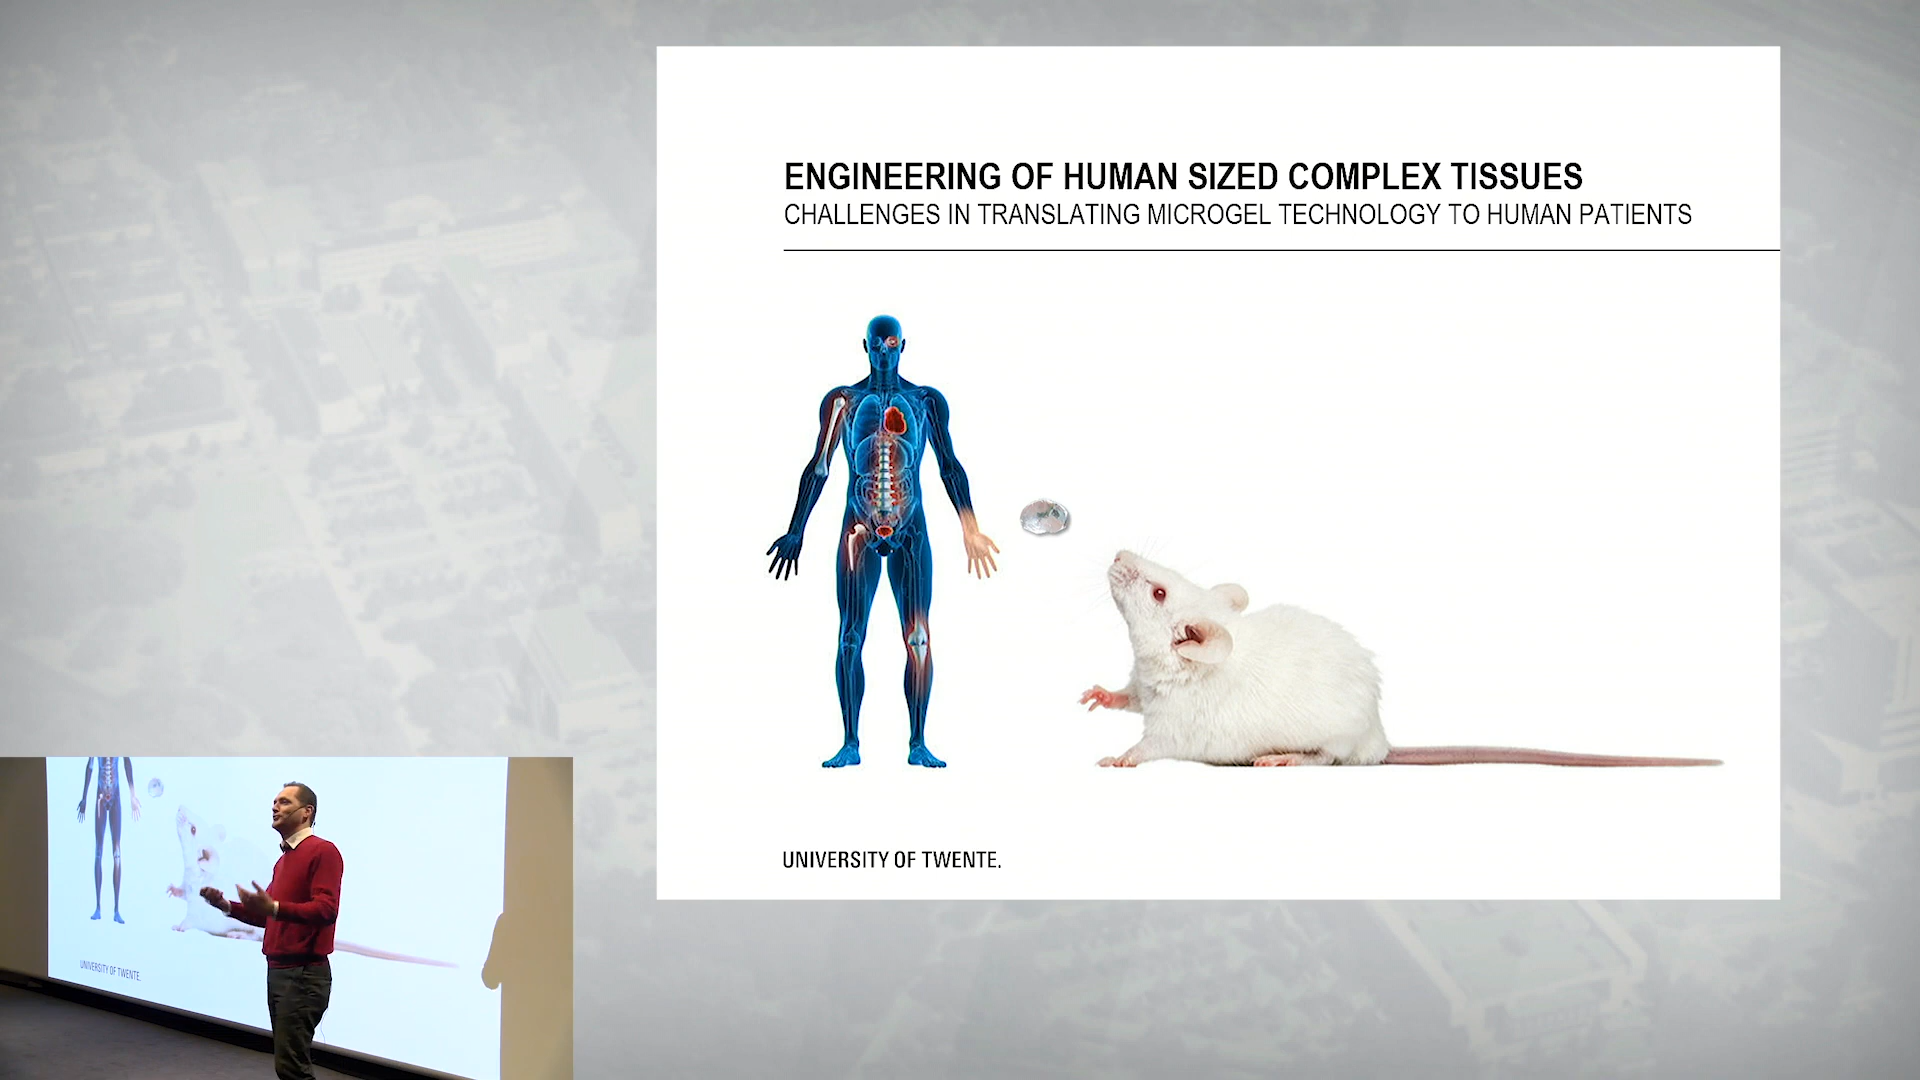 ENGINEERING OF HUMAN SIZED COMPLEX TISSUES
CHALLENGES IN TRANSLATING MICROGEL TECHNOLOGY TO HUMAN PATIENTS
UNIVERSITY OF TWENTE.
UNIVERSITY OF TWENTE.